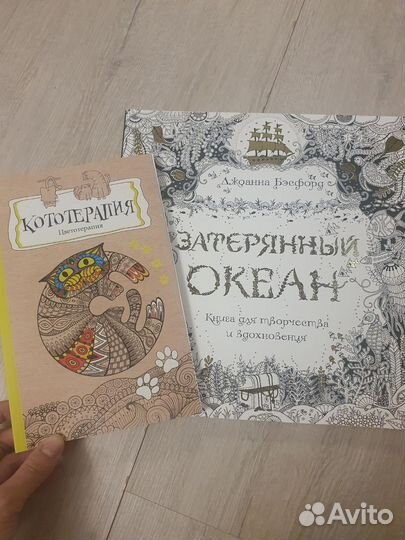 КОТОТЕРАПИЯ
Цветотерапия
Джоанна Бэсфорд
ЗАТЕРЯННЫЙ
ОКЕАН
Книга для творчества
и вдохновения
Avito